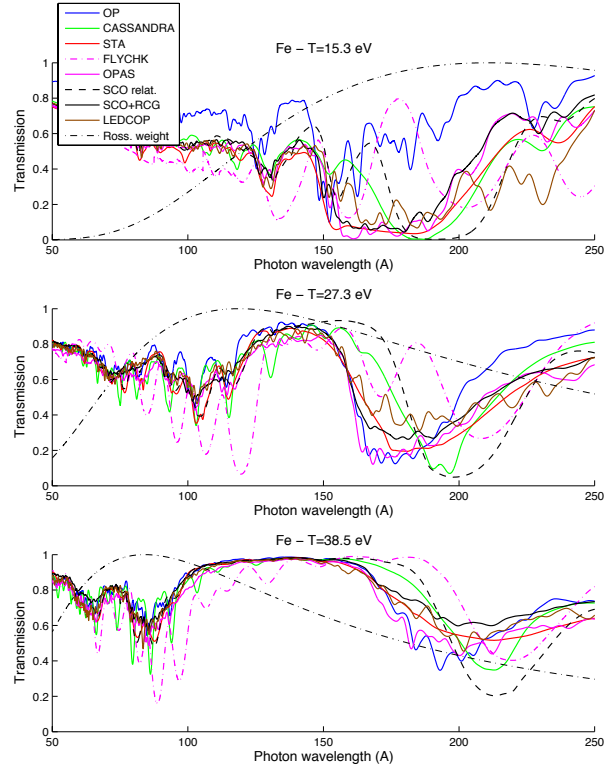 OP
CASSANDRA
STA
FLYCHK
OPAS
SCO relat.
SCO+RCG
LEDCOP
Ross. weight
Fe − T=15.3 eV
Transmission
1
0.8
0.6
0.4
0.2
0
50 100 150 200 250
Photon wavelength (A)
Fe − T=27.3 eV
Transmission
1
0.8
0.6
0.4
0.2
0
50 100 150 200 250
Photon wavelength (A)
Fe − T=38.5 eV
Transmission
1
0.8
0.6
0.4
0.2
0
50 100 150 200 250
Photon wavelength (A)